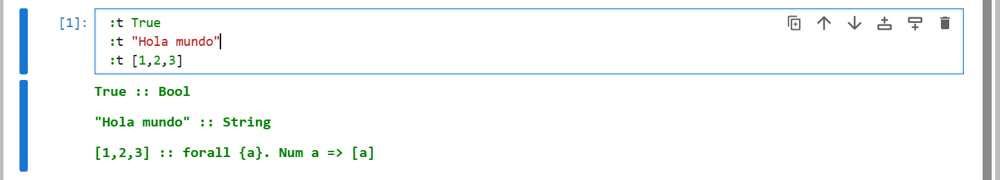 [1]: :t True
:t "Hola mundo"
:t [1,2,3]
True :: Bool
"Hola mundo" :: String
[1,2,3] :: forall {a}. Num a => [a]